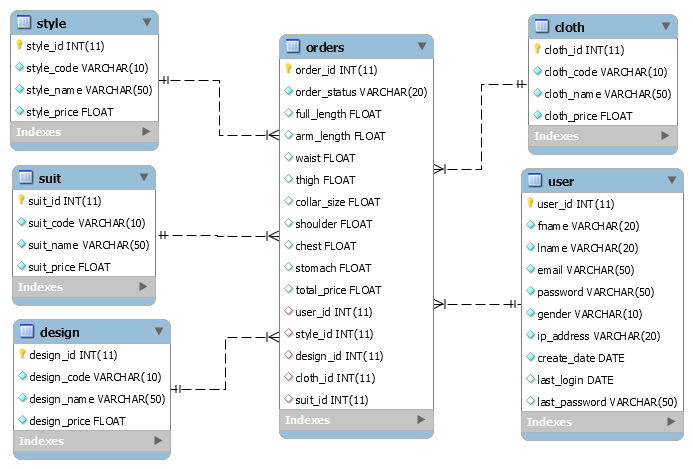 style
style_id INT(11)
style_code VARCHAR(10)
style_name VARCHAR(50)
style_price FLOAT
Indexes
suit
suit_id INT(11)
suit_code VARCHAR(10)
suit_name VARCHAR(50)
suit_price FLOAT
Indexes
design
design_id INT(11)
design_code VARCHAR(10)
design_name VARCHAR(50)
design_price FLOAT
Indexes
orders
order_id INT(11)
order_status VARCHAR(20)
full_length FLOAT
arm_length FLOAT
waist FLOAT
thigh FLOAT
collar_size FLOAT
shoulder FLOAT
chest FLOAT
stomach FLOAT
total_price FLOAT
user_id INT(11)
style_id INT(11)
design_id INT(11)
cloth_id INT(11)
suit_id INT(11)
Indexes
cloth
cloth_id INT(11)
cloth_code VARCHAR(10)
cloth_name VARCHAR(50)
cloth_price FLOAT
Indexes
user
user_id INT(11)
fname VARCHAR(20)
lname VARCHAR(20)
email VARCHAR(50)
password VARCHAR(50)
gender VARCHAR(10)
ip_address VARCHAR(20)
create_date DATE
last_login DATE
last_password VARCHAR(50)
Indexes